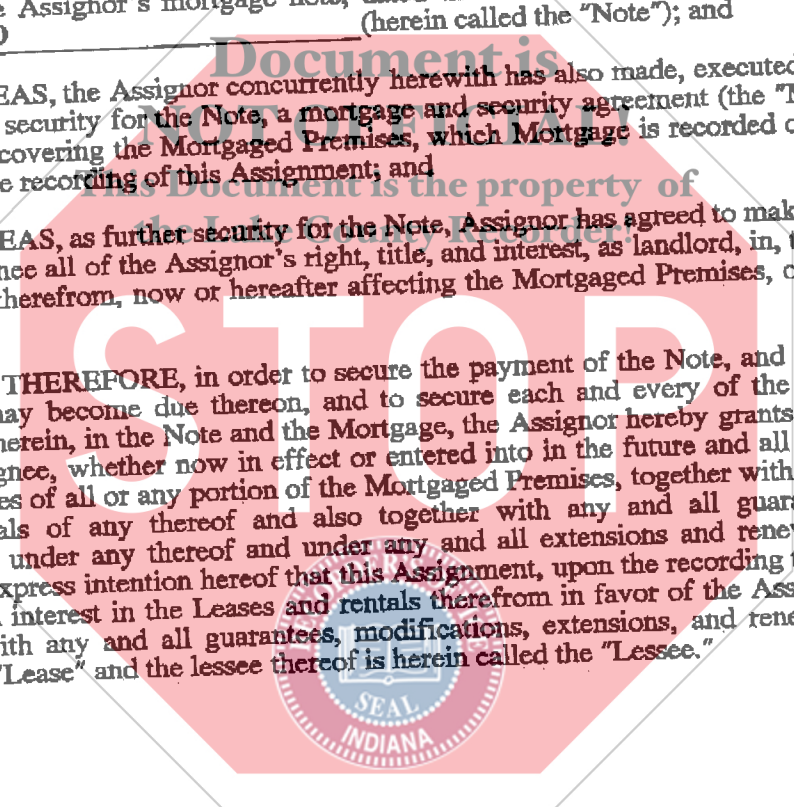 e Assignor's mortgage note,
(herein called the "Note"); and
Document is
EAS, the Assignor concurrently herewith has also made, executed
security for the Note, a mortgage and security agreement (the "
NOT OFFICIAL!
covering the Mortgaged Premises, which Mortgage is recorded
e recording of this Assignment; and
This Document is the property of
the Lake County Recorder!
EAS, as further security for the Note, Assignor has agreed to mak
nee all of the Assignor's right, title, and interest, as landlord, in,
therefrom, now or hereafter affecting the Mortgaged Premises,
STOP
THEREFORE, in order to secure the payment of the Note, and
may become due thereon, and to secure each and every of the
herein, in the Note and the Mortgage, the Assignor hereby grants
gnee, whether now in effect or entered into in the future and all
es of all or any portion of the Mortgaged Premises, together with
als of any thereof and also together with any and all guara
under any thereof and under any and all extensions and rene
xpress intention hereof that this Assignment, upon the recording
interest in the Leases and rentals therefrom in favor of the Ass
ith any and all guarantees, modifications, extensions, and rene
"Lease" and the lessee thereof is herein called the "Lessee."
SEAL
INDIANA